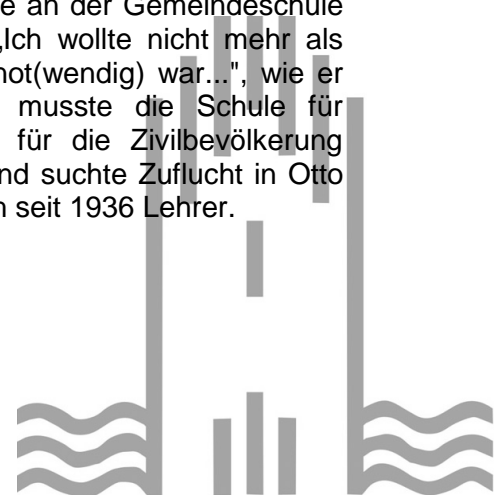 e an der Gemeindeschule
„Ich wollte nicht mehr als
not(wendig) war...", wie er
musste die Schule für
für die Zivilbevölkerung
nd suchte Zuflucht in Otto
n seit 1936 Lehrer.